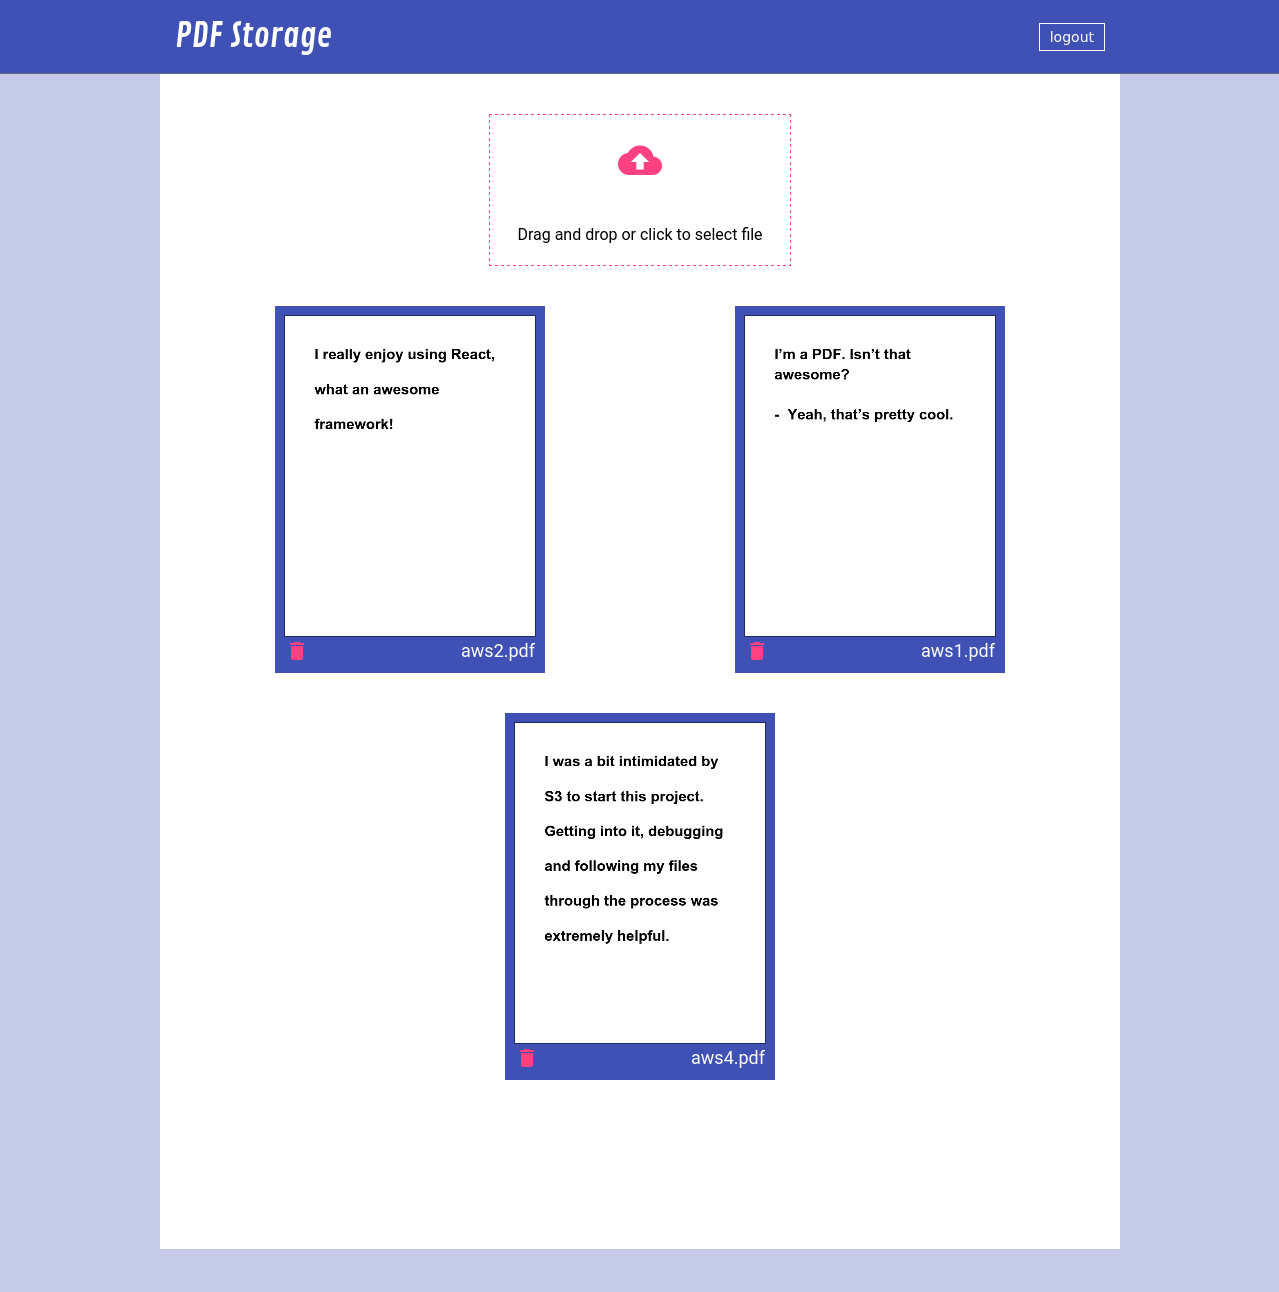 PDF Storage
logout
Drag and drop or click to select file
I really enjoy using React,
what an awesome
framework!
aws2.pdf
I’m a PDF. Isn’t that
awesome?
- Yeah, that’s pretty cool.
aws1.pdf
I was a bit intimidated by
S3 to start this project.
Getting into it, debugging
and following my files
through the process was
extremely helpful.
aws4.pdf